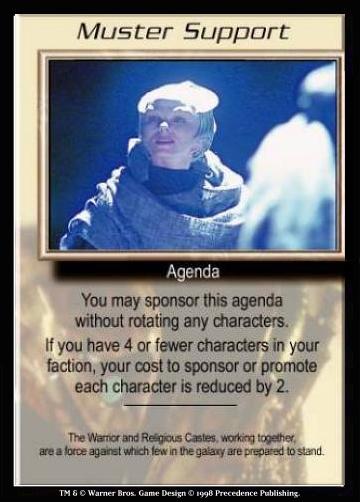 Muster Support
Agenda
You may sponsor this agenda
without rotating any characters.
If you have 4 or fewer characters in your
faction, your cost to sponsor or promote
each character is reduced by 2.
The Warrior and Religious Castes, working together,
are a force against which few in the galaxy are prepared to stand.
TM & © Warner Bros. Game Design © 1998 Precedence Publishing.